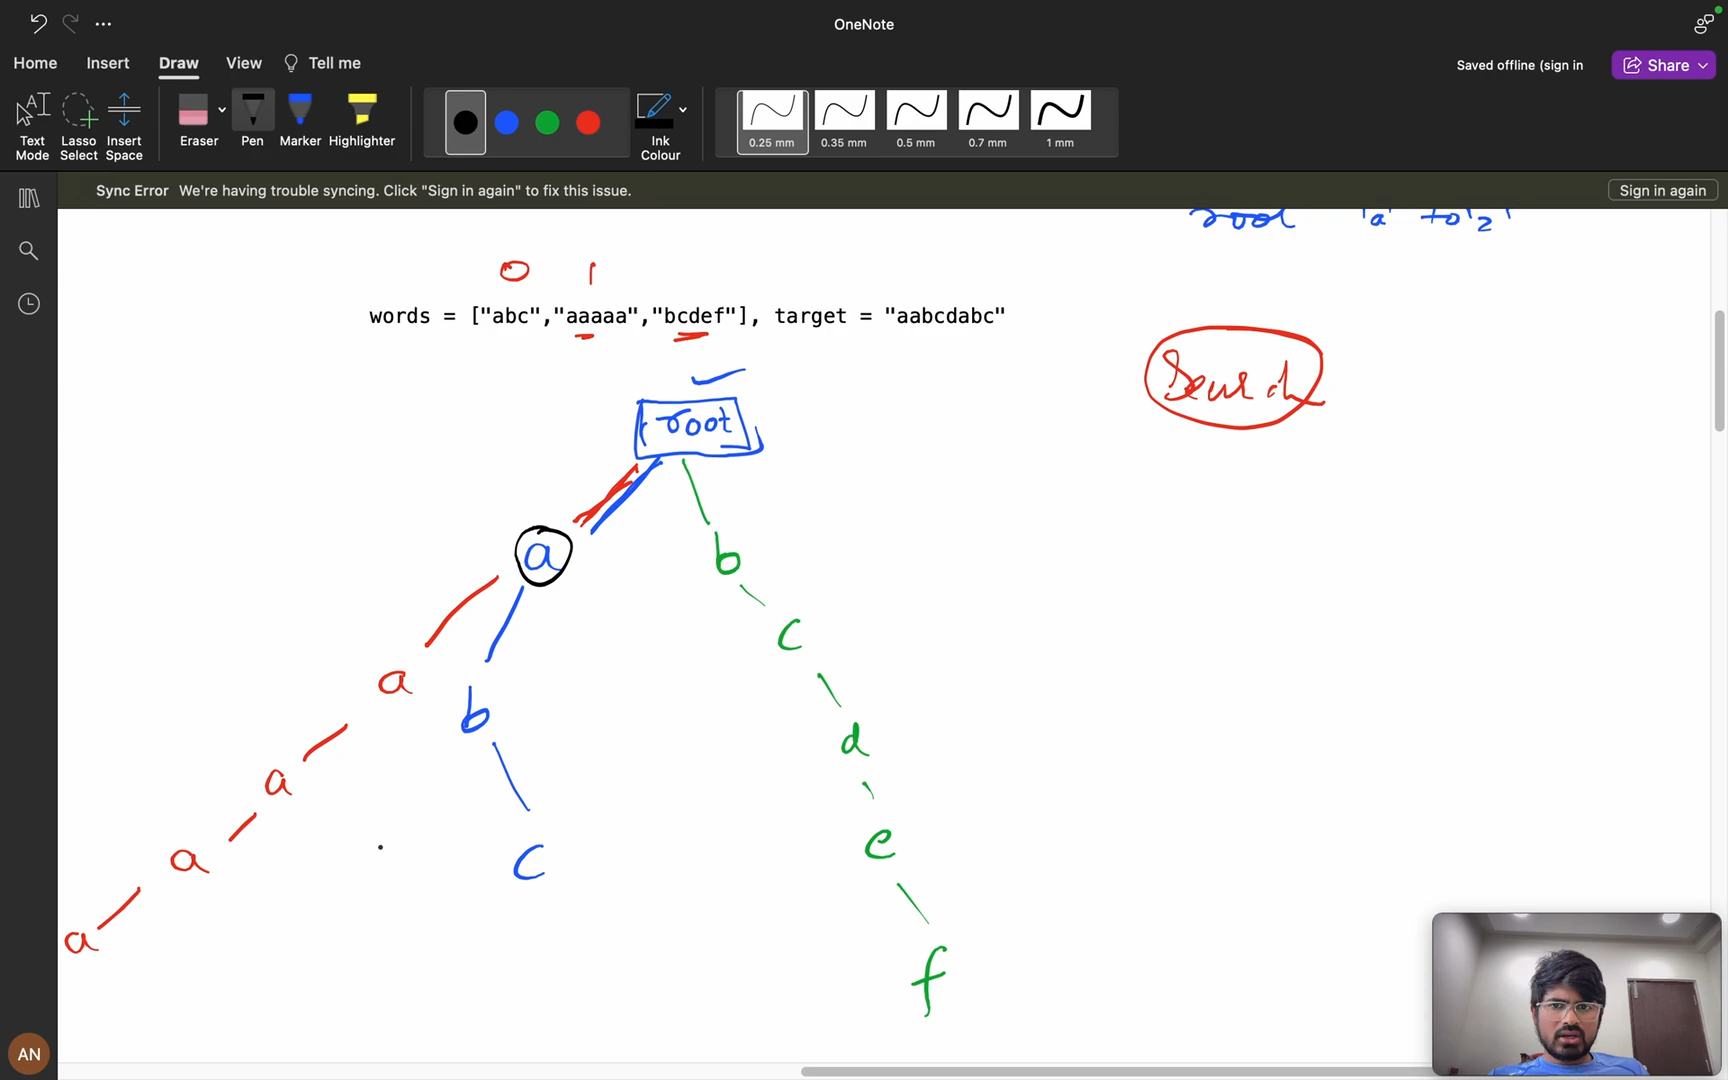 OneNote
Home Insert Draw View Tell me
Saved offline (sign in
Share
Text Mode
Lasso Select
Insert Space
Eraser
Pen
Marker
Highlighter
Ink Colour
0.25 mm
0.35 mm
0.5 mm
0.7 mm
1 mm
Sync Error We're having trouble syncing. Click "Sign in again" to fix this issue.
Sign in again
root 'a' to 'z'
0 1
words = ["abc","aaaaa","bcdef"], target = "aabcdabc"
Search
root
a
b
c
a
b
d
a
e
c
a
a
f
AN